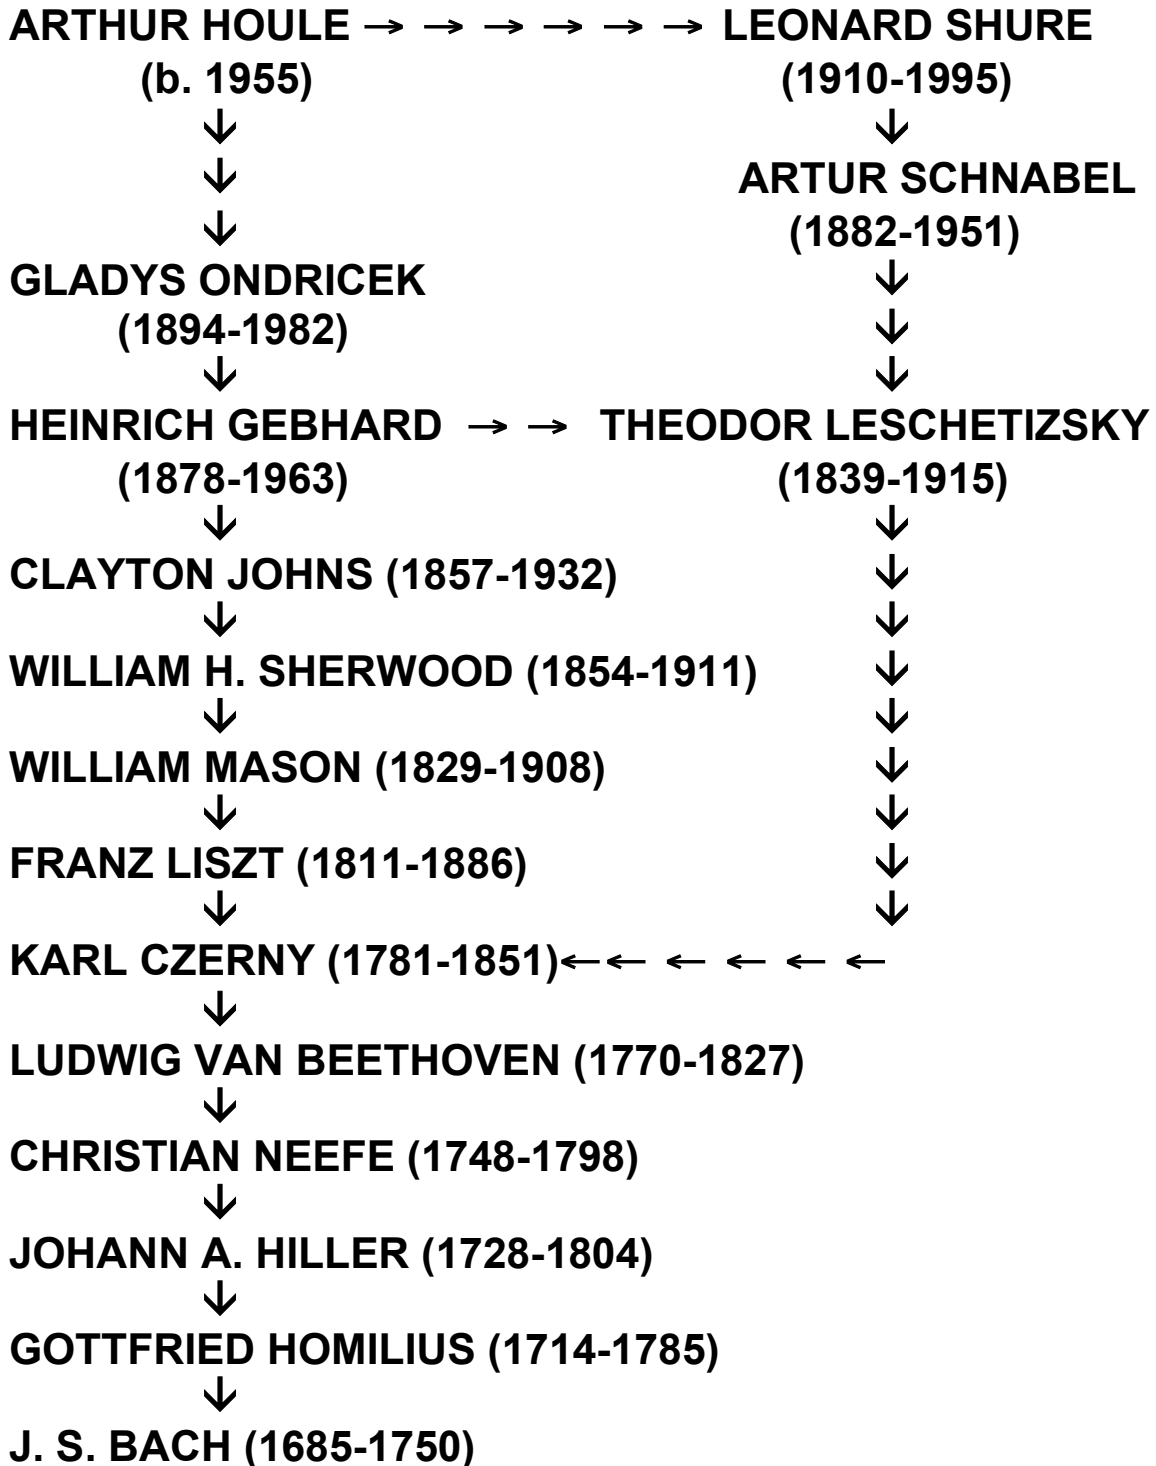 ARTHUR HOULE → → → → → → LEONARD SHURE
(b. 1955) (1910-1995)
↓ ↓
↓ ARTUR SCHNABEL
↓ (1882-1951)
GLADYS ONDRICEK ↓
(1894-1982) ↓
↓ ↓
HEINRICH GEBHARD → → THEODOR LESCHETIZSKY
(1878-1963) (1839-1915)
↓ ↓
CLAYTON JOHNS (1857-1932) ↓
↓ ↓
WILLIAM H. SHERWOOD (1854-1911) ↓
↓ ↓
WILLIAM MASON (1829-1908) ↓
↓ ↓
FRANZ LISZT (1811-1886) ↓
↓ ↓
KARL CZERNY (1781-1851)← ← ← ← ← ←
↓
LUDWIG VAN BEETHOVEN (1770-1827)
↓
CHRISTIAN NEEFE (1748-1798)
↓
JOHANN A. HILLER (1728-1804)
↓
GOTTFRIED HOMILIUS (1714-1785)
↓
J. S. BACH (1685-1750)